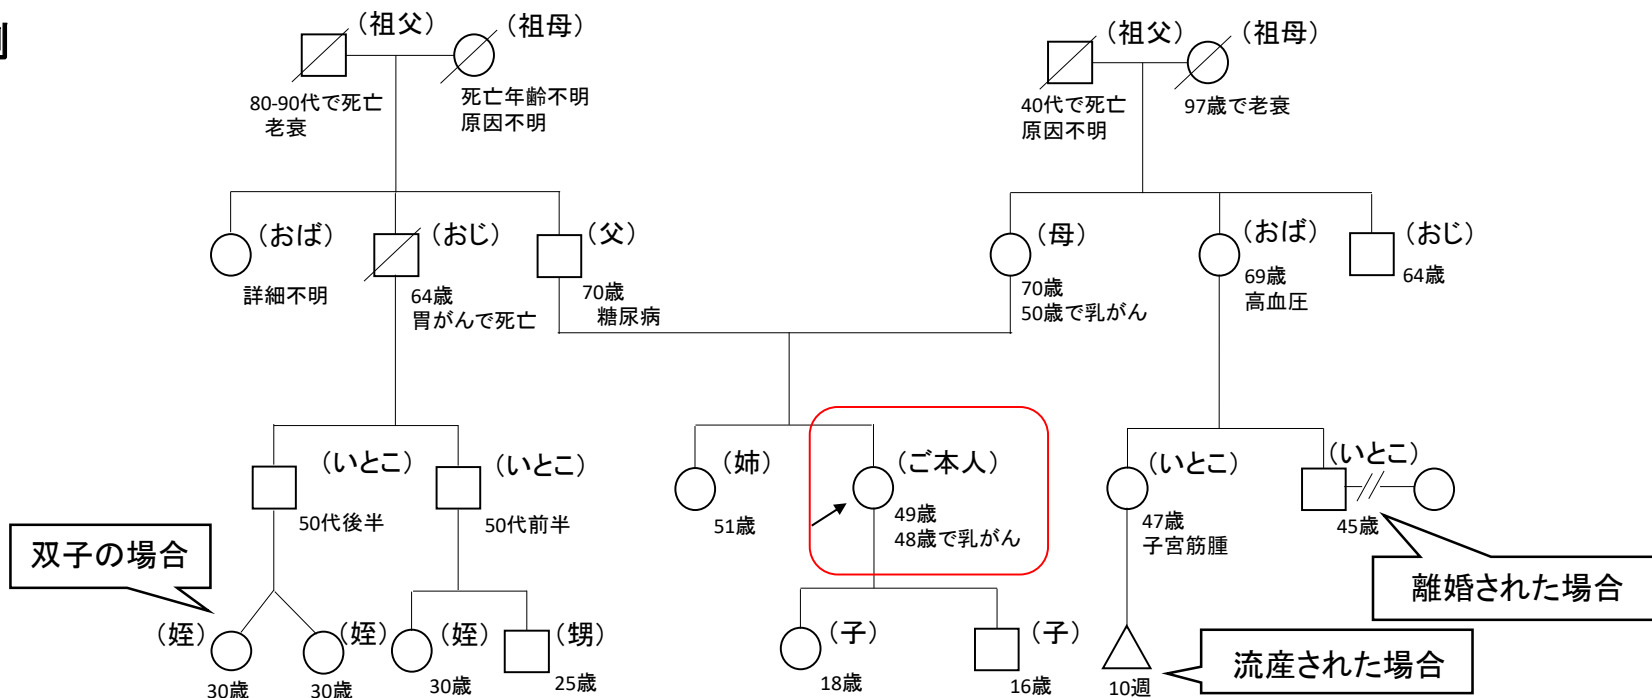 （祖父）
（祖母）
（祖父）
（祖母）
80-90代で死亡
老衰
死亡年齢不明
原因不明
40代で死亡
原因不明
97歳で老衰
（おば）
（おじ）
（父）
（母）
（おば）
（おじ）
詳細不明
64歳
胃がんで死亡
70歳
糖尿病
70歳
50歳で乳がん
69歳
高血圧
64歳
（いとこ）
（いとこ）
（姉）
（ご本人）
（いとこ）
（いとこ）
50代後半
50代前半
51歳
49歳
48歳で乳がん
47歳
子宮筋腫
45歳
双子の場合
離婚された場合
（姪）
（姪）
（姪）
（甥）
（子）
（子）
流産された場合
30歳
30歳
30歳
25歳
18歳
16歳
10週